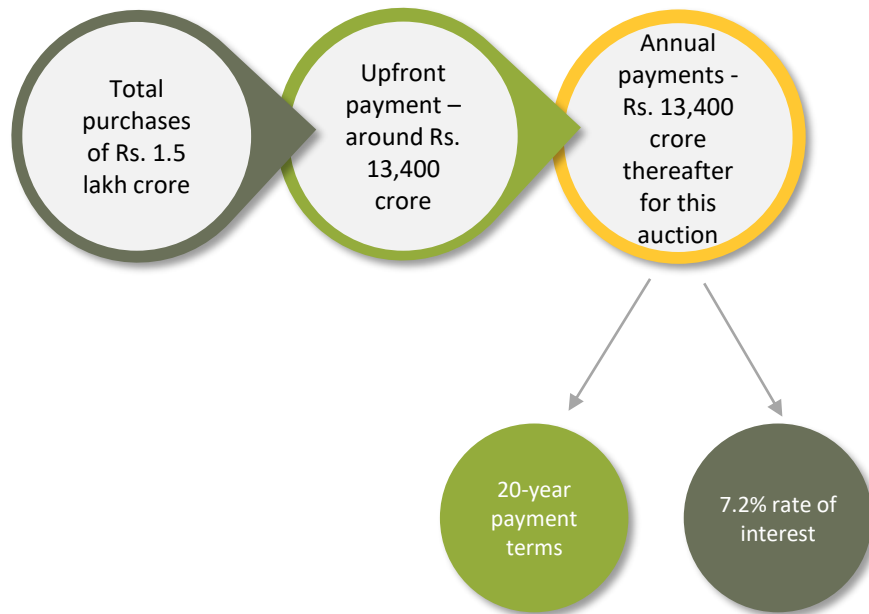 Total
purchases
of Rs. 1.5
lakh crore
Upfront
payment –
around Rs.
13,400
crore
Annual
payments -
Rs. 13,400
crore
thereafter
for this
auction
20-year
payment
terms
7.2% rate of
interest